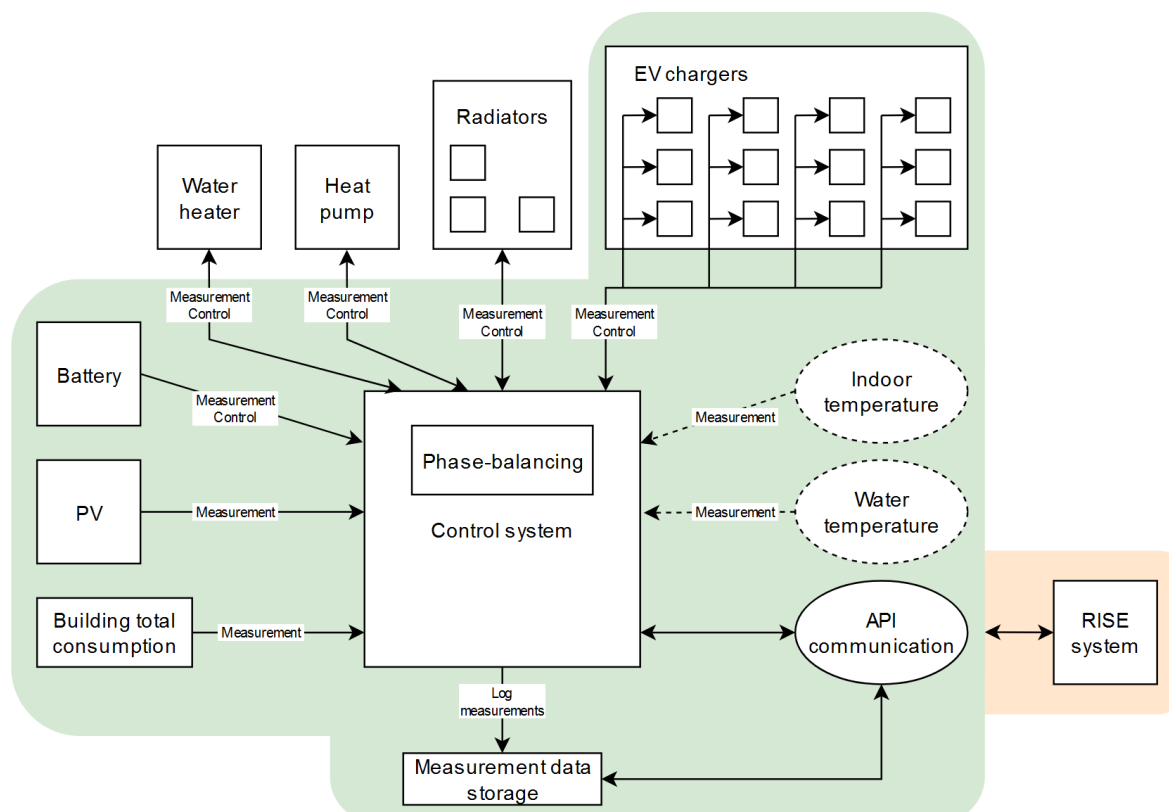 EV chargers
Radiators
Water
heater
Heat
pump
Measurement
Control
Measurement
Control
Measurement
Control
Measurement
Control
Battery
Measurement
Control
Indoor
temperature
Measurement
Phase-balancing
PV
Measurement
Control system
Water
temperature
Measurement
Building total
consumption
Measurement
API
communication
RISE
system
Log
measurements
Measurement data
storage